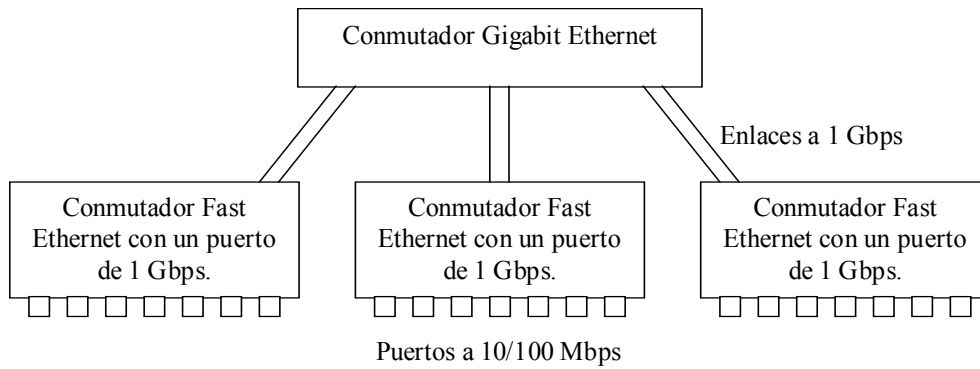 Conmutador Gigabit Ethernet
Enlaces a 1 Gbps
Conmutador Fast
Ethernet con un puerto
de 1 Gbps.
Conmutador Fast
Ethernet con un puerto
de 1 Gbps.
Conmutador Fast
Ethernet con un puerto
de 1 Gbps.
Puertos a 10/100 Mbps